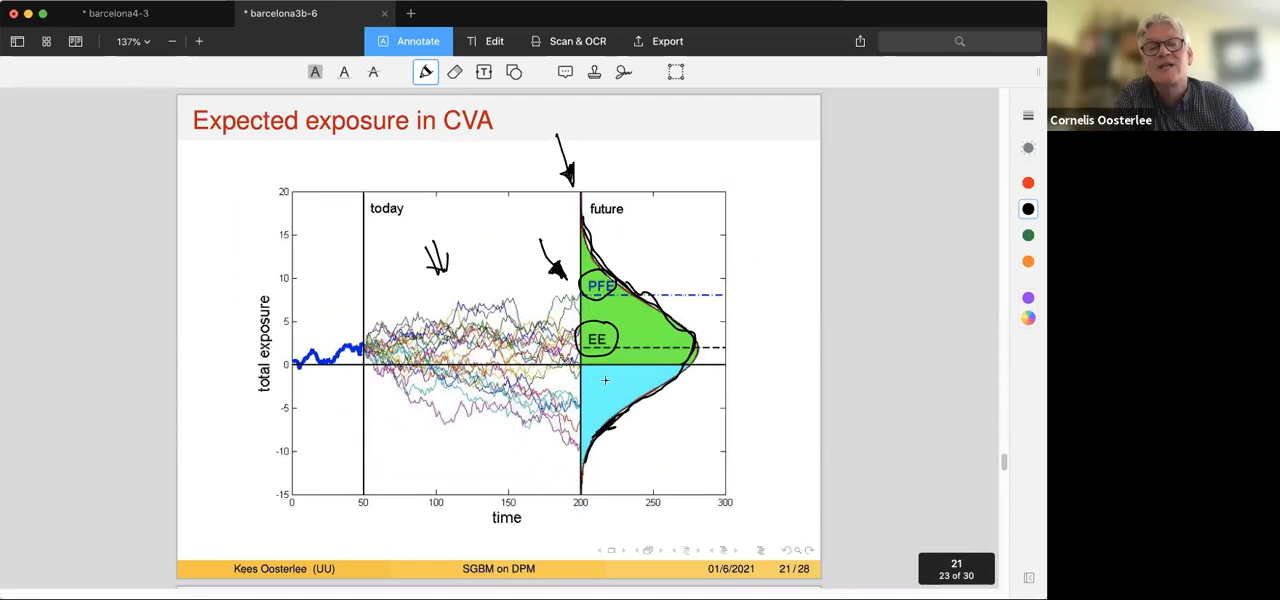 * barcelona4-3
* barcelona3b-6
137%
Annotate
Edit
Scan & OCR
Export
Cornelis Oosterlee
Expected exposure in CVA
20
15
10
5
0
-5
-10
-15
total exposure
today
future
PFE
EE
0
50
100
150
200
250
300
time
Kees Oosterlee (UU)
SGBM on DPM
01/6/2021
21 / 28
21
23 of 30